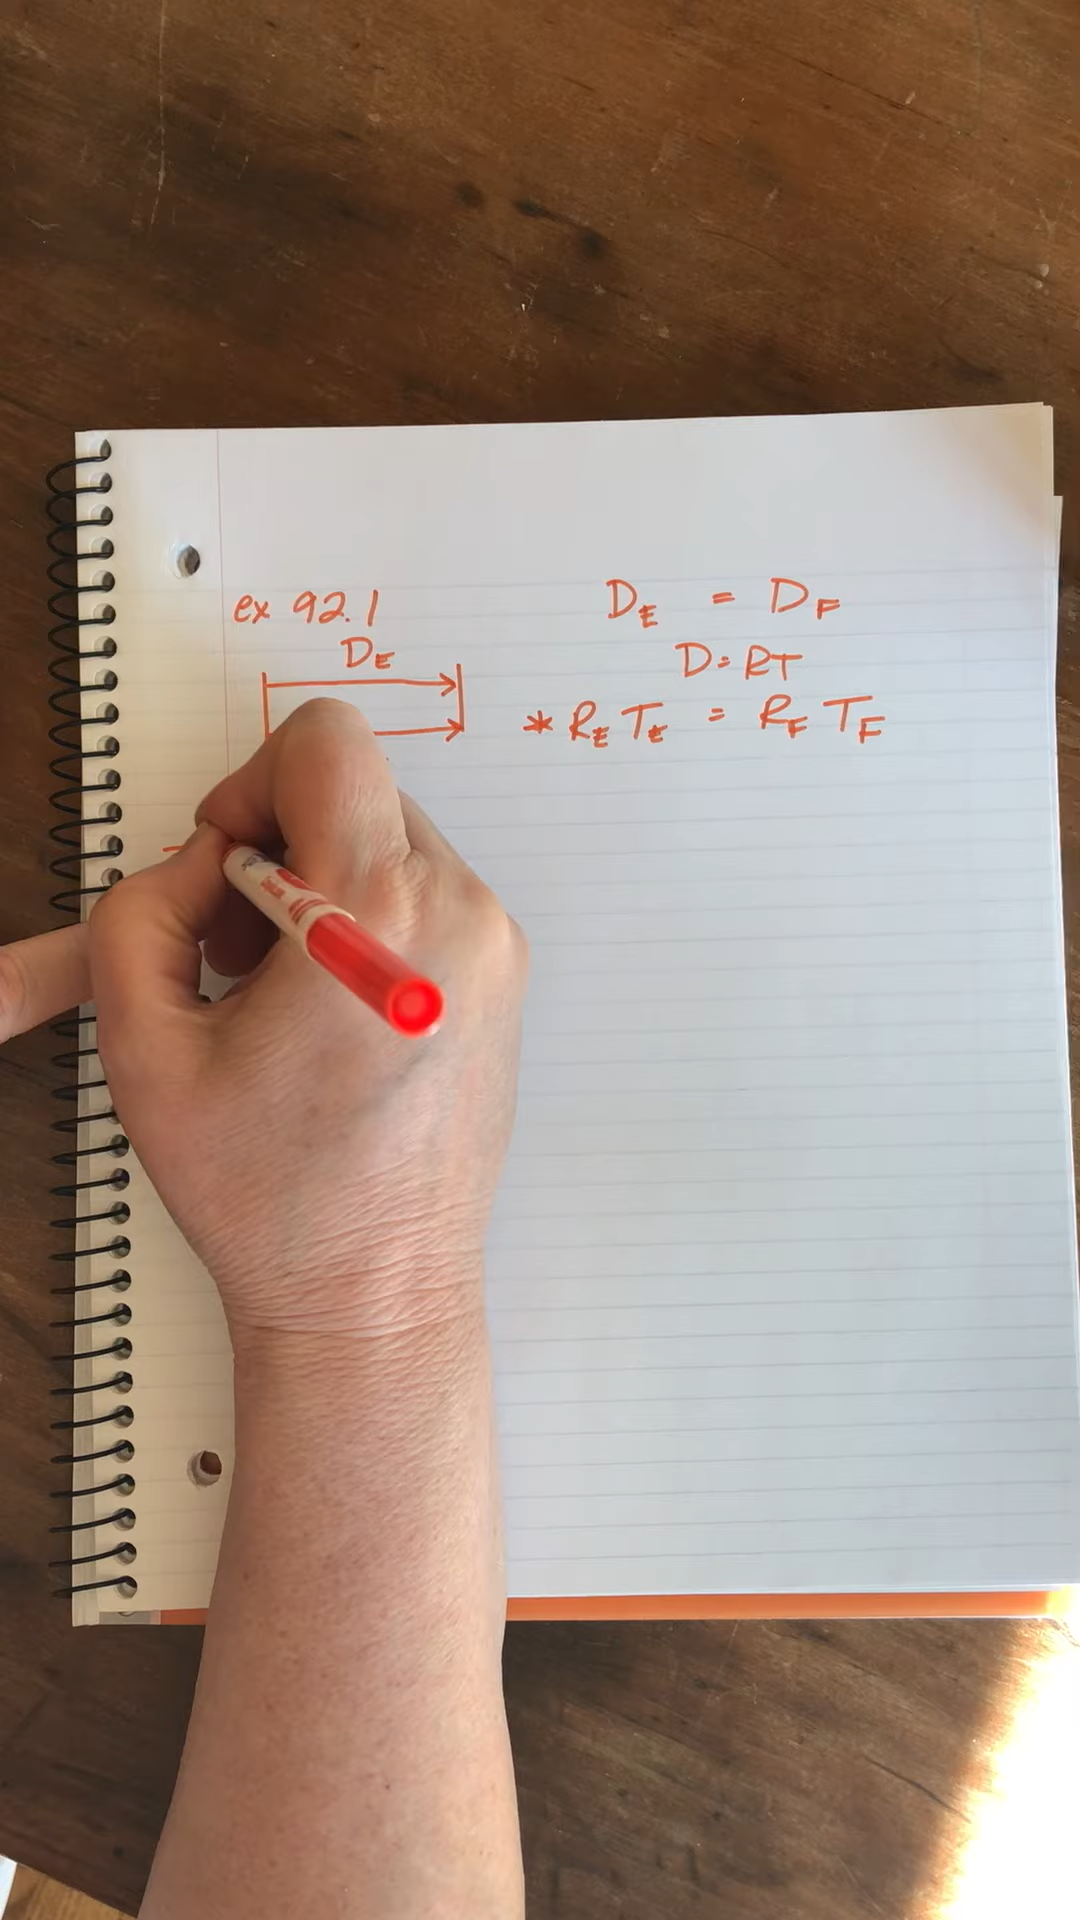 ex 92.1
D_E
D_E = D_F
D = RT
* R_E T_E = R_F T_F